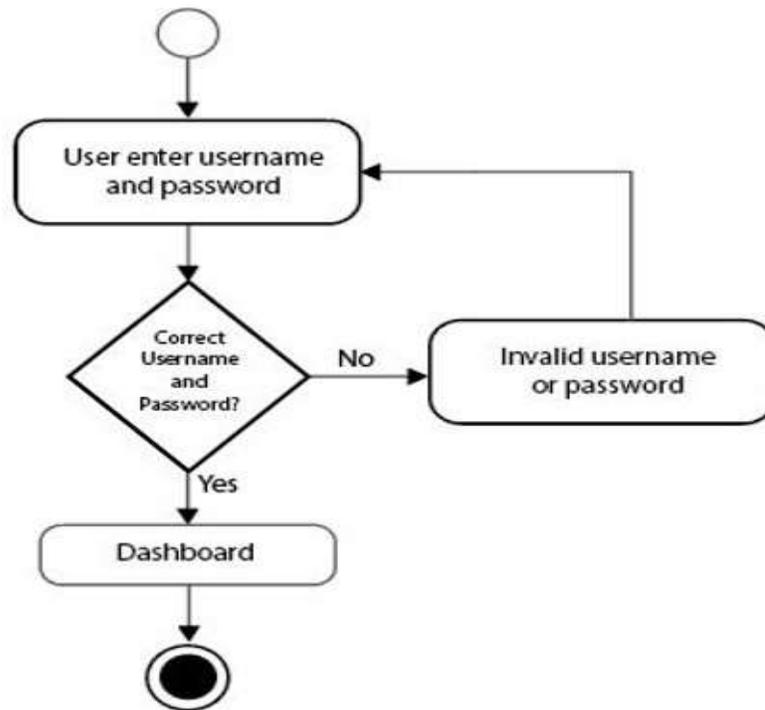 User enter username
and password
Correct
Username
and
Password?
No
Invalid username
or password
Yes
Dashboard